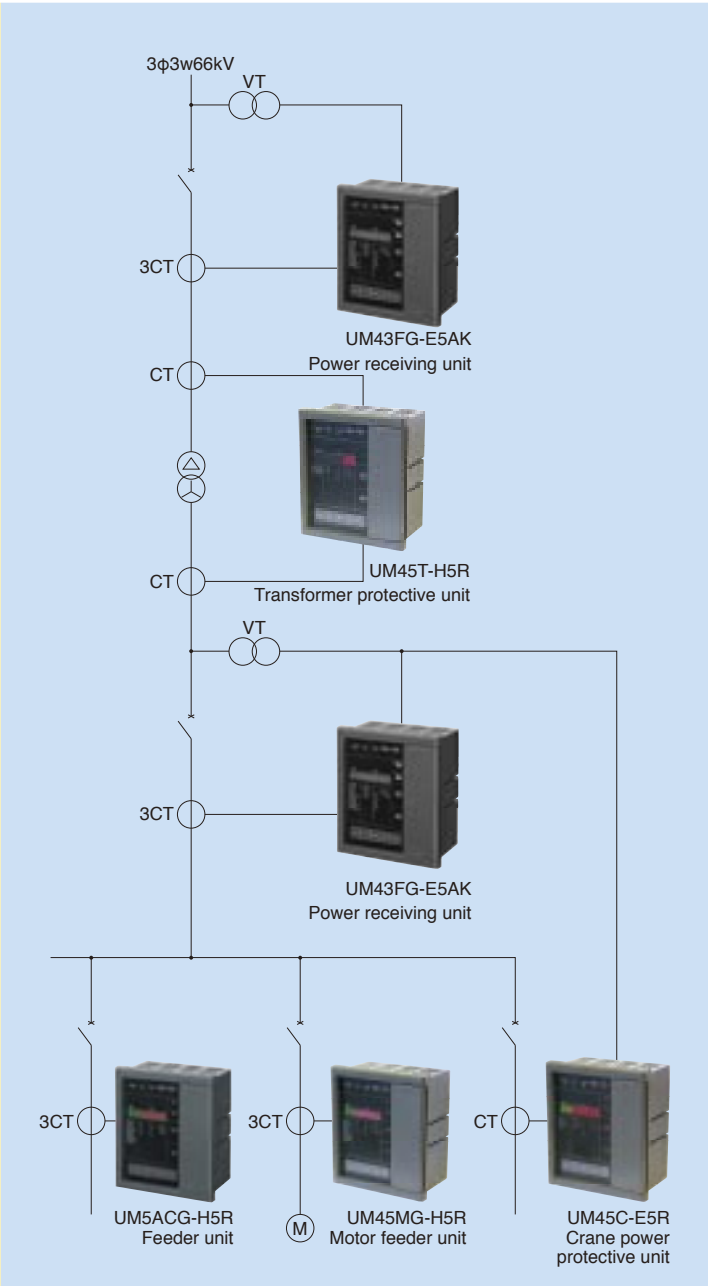 3φ3w66kV
VT
3CT
UM43FG-E5AK
Power receiving unit
CT
UM45T-H5R
Transformer protective unit
CT
VT
3CT
UM43FG-E5AK
Power receiving unit
3CT
3CT
CT
M
UM5ACG-H5R
Feeder unit
UM45MG-H5R
Motor feeder unit
UM45C-E5R
Crane power
protective unit